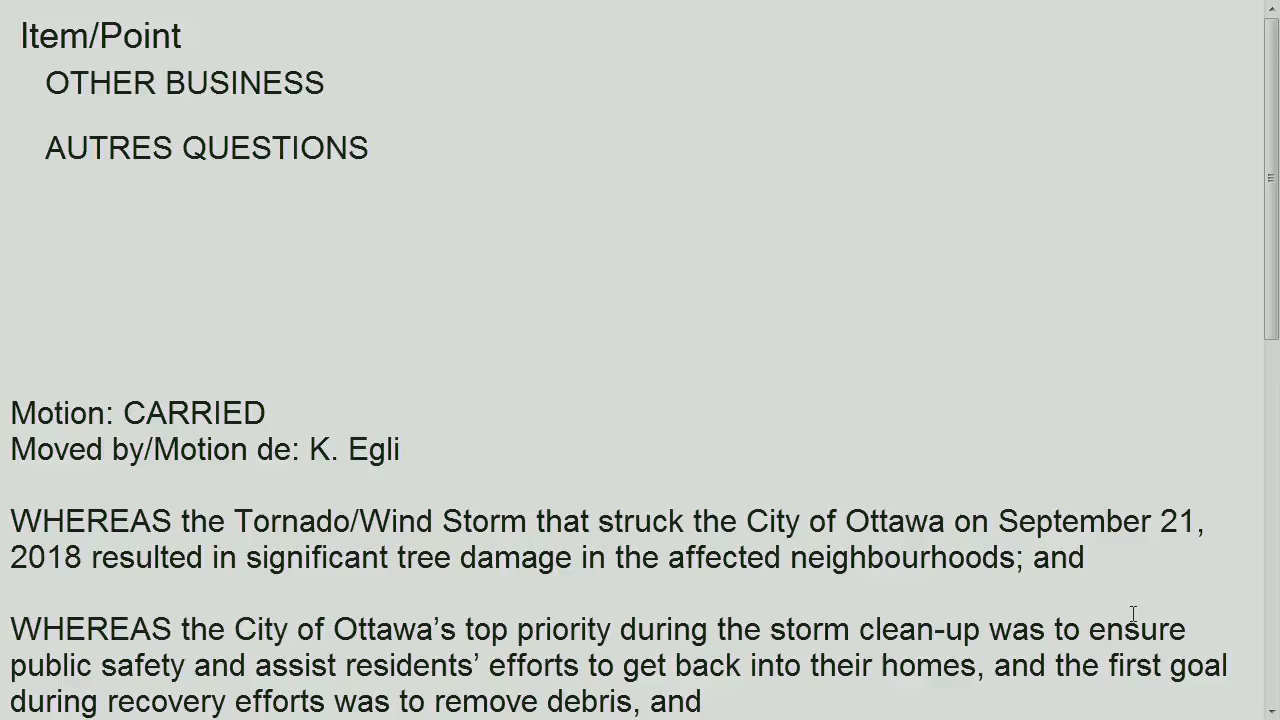 Item/Point
OTHER BUSINESS
AUTRES QUESTIONS
Motion: CARRIED
Moved by/Motion de: K. Egli
WHEREAS the Tornado/Wind Storm that struck the City of Ottawa on September 21,
2018 resulted in significant tree damage in the affected neighbourhoods; and
WHEREAS the City of Ottawa’s top priority during the storm clean-up was to ensure
public safety and assist residents’ efforts to get back into their homes, and the first goal
during recovery efforts was to remove debris, and